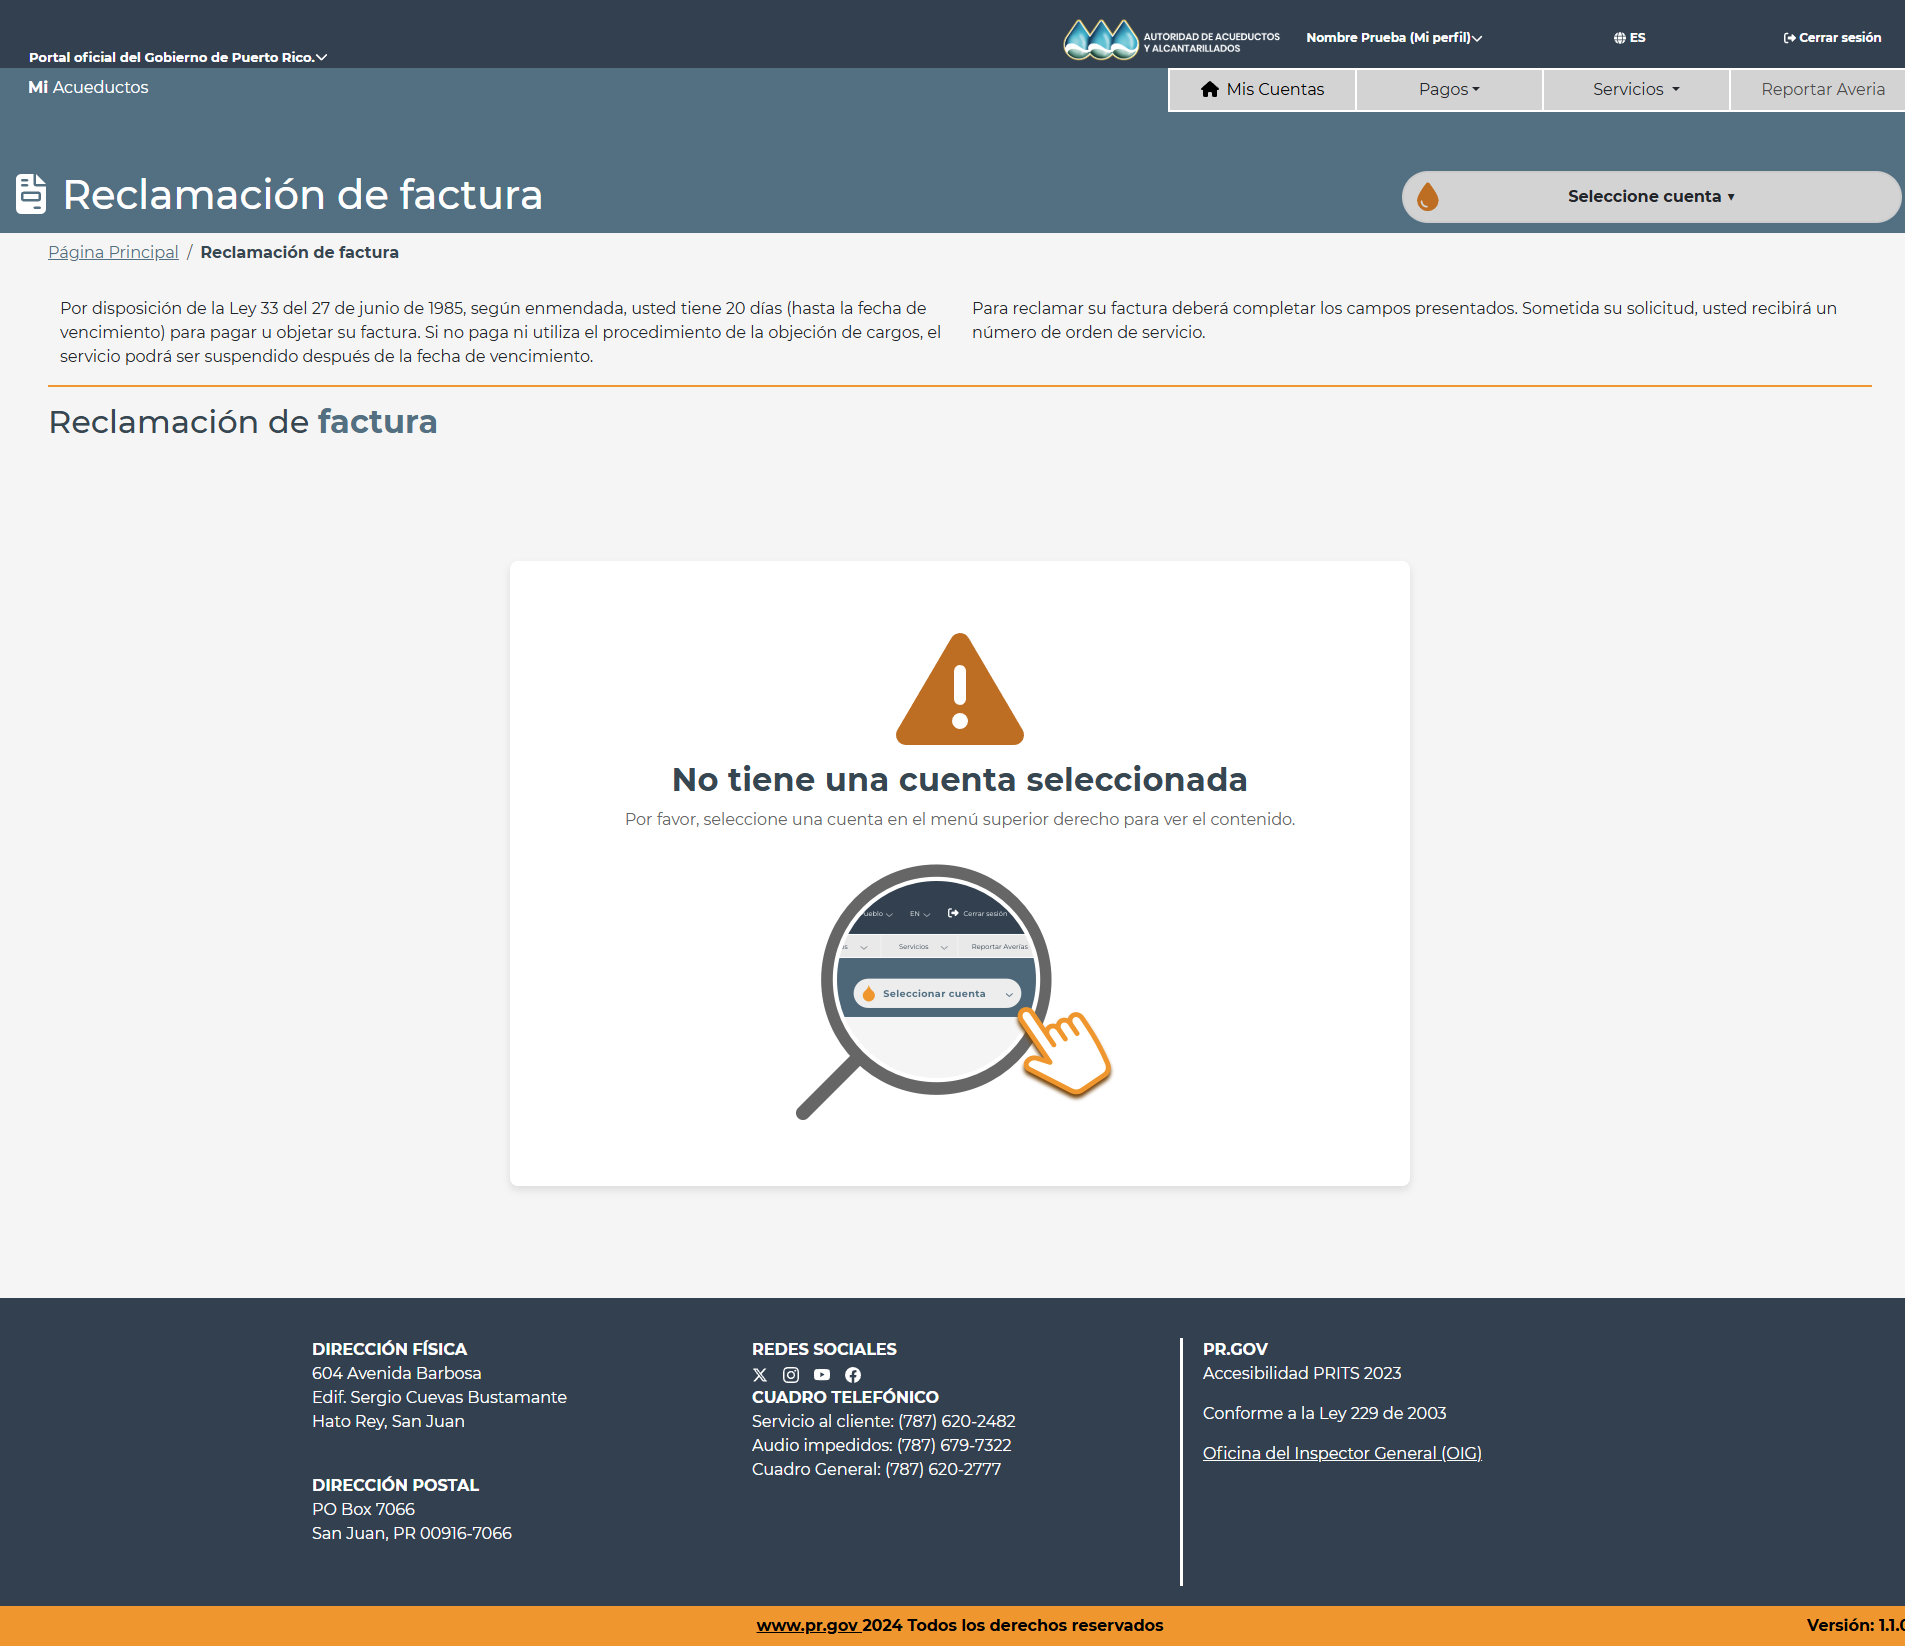 Portal oficial del Gobierno de Puerto Rico.
AUTORIDAD DE ACUEDUCTOS
Y ALCANTARILLADOS
Nombre Prueba (Mi perfil)
ES
Cerrar sesión
Mi Acueductos
Mis Cuentas
Pagos
Servicios
Reportar Averia
Reclamación de factura
Seleccione cuenta
Página Principal / Reclamación de factura
Por disposición de la Ley 33 del 27 de junio de 1985, según enmendada, usted tiene 20 días (hasta la fecha de
vencimiento) para pagar u objetar su factura. Si no paga ni utiliza el procedimiento de la objeción de cargos, el
servicio podrá ser suspendido después de la fecha de vencimiento.
Para reclamar su factura deberá completar los campos presentados. Sometida su solicitud, usted recibirá un
número de orden de servicio.
Reclamación de factura
No tiene una cuenta seleccionada
Por favor, seleccione una cuenta en el menú superior derecho para ver el contenido.
EN
Cerrar sesión
Servicios
Reportar Averías
Seleccionar cuenta
DIRECCIÓN FÍSICA
604 Avenida Barbosa
Edif. Sergio Cuevas Bustamante
Hato Rey, San Juan
DIRECCIÓN POSTAL
PO Box 7066
San Juan, PR 00916-7066
REDES SOCIALES
CUADRO TELEFÓNICO
Servicio al cliente: (787) 620-2482
Audio impedidos: (787) 679-7322
Cuadro General: (787) 620-2777
PR.GOV
Accesibilidad PRITS 2023
Conforme a la Ley 229 de 2003
Oficina del Inspector General (OIG)
www.pr.gov 2024 Todos los derechos reservados
Versión: 1.1.0